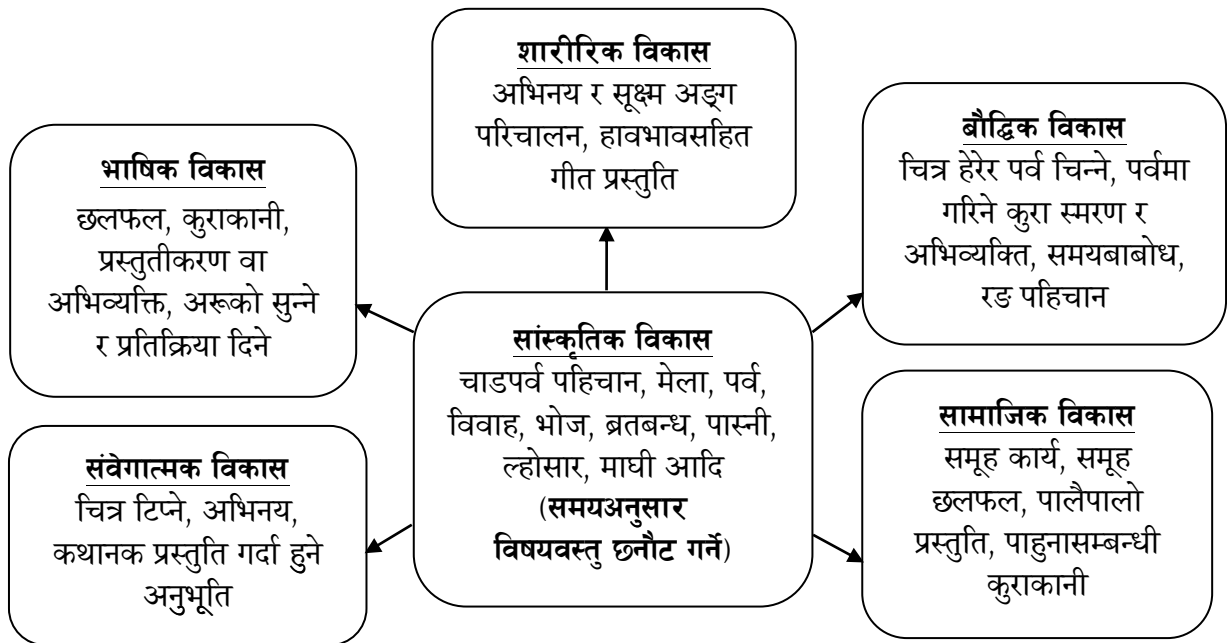 शारीरिक विकास
अभिनय र सूक्ष्म अङ्ग
परिचालन, हावभावसहित
गीत प्रस्तुति
भाषिक विकास
छलफल, कुराकानी,
प्रस्तुतीकरण वा
अभिव्यक्ति, अरूको सुन्ने
र प्रतिक्रिया दिने
बौद्धिक विकास
चित्र हेरेर पर्व चिन्ने, पर्वमा
गरिने कुरा स्मरण र
अभिव्यक्ति, समयबाबोध,
रङ पहिचान
सांस्कृतिक विकास
चाडपर्व पहिचान, मेला, पर्व,
विवाह, भोज, ब्रतबन्ध, पास्नी,
ल्होसार, माघी आदि
(समयअनुसार
विषयवस्तु छनौट गर्ने)
संवेगात्मक विकास
चित्र टिप्ने, अभिनय,
कथानक प्रस्तुति गर्दा हुने
अनुभूति
सामाजिक विकास
समूह कार्य, समूह
छलफल, पालैपालो
प्रस्तुति, पाहुनासम्बन्धी
कुराकानी